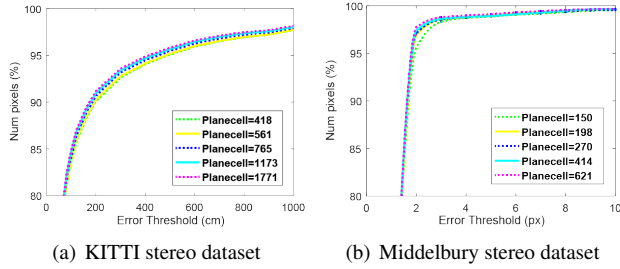 100
95
90
85
80
Num pixels (%)
0 200 400 600 800 1000
Error Threshold (cm)
Planecell=418
Planecell=561
Planecell=765
Planecell=1173
Planecell=1771
(a) KITTI stereo dataset
100
95
90
85
80
Num pixels (%)
0 2 4 6 8 10
Error Threshold (px)
Planecell=150
Planecell=198
Planecell=270
Planecell=414
Planecell=621
(b) Middelbury stereo dataset